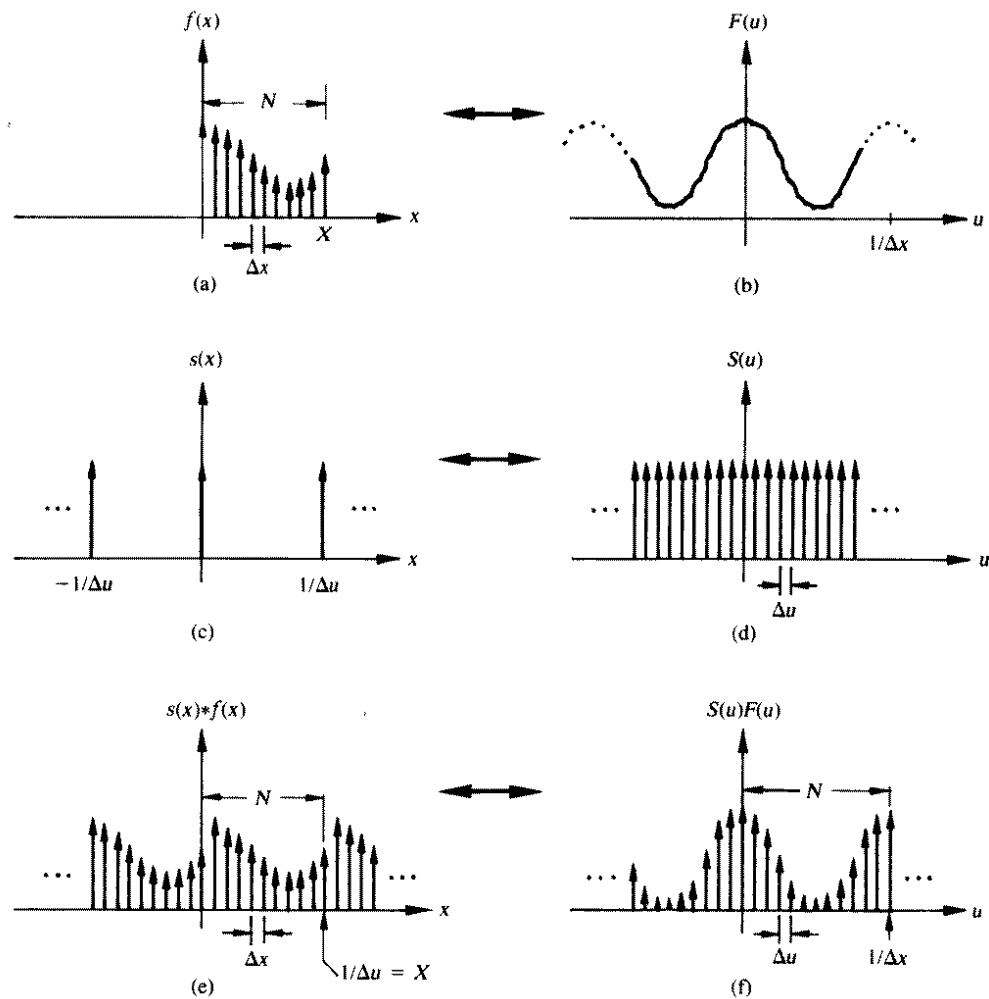 f(x)
F(u)
N
x
X
Δx
(a)
u
1/Δx
(b)
s(x)
S(u)
... ...
x
−1/Δu
1/Δu
(c)
... ...
u
Δu
(d)
s(x)*f(x)
S(u)F(u)
N
... ...
x
Δx
1/Δu = X
(e)
N
... ...
u
Δu
1/Δx
(f)